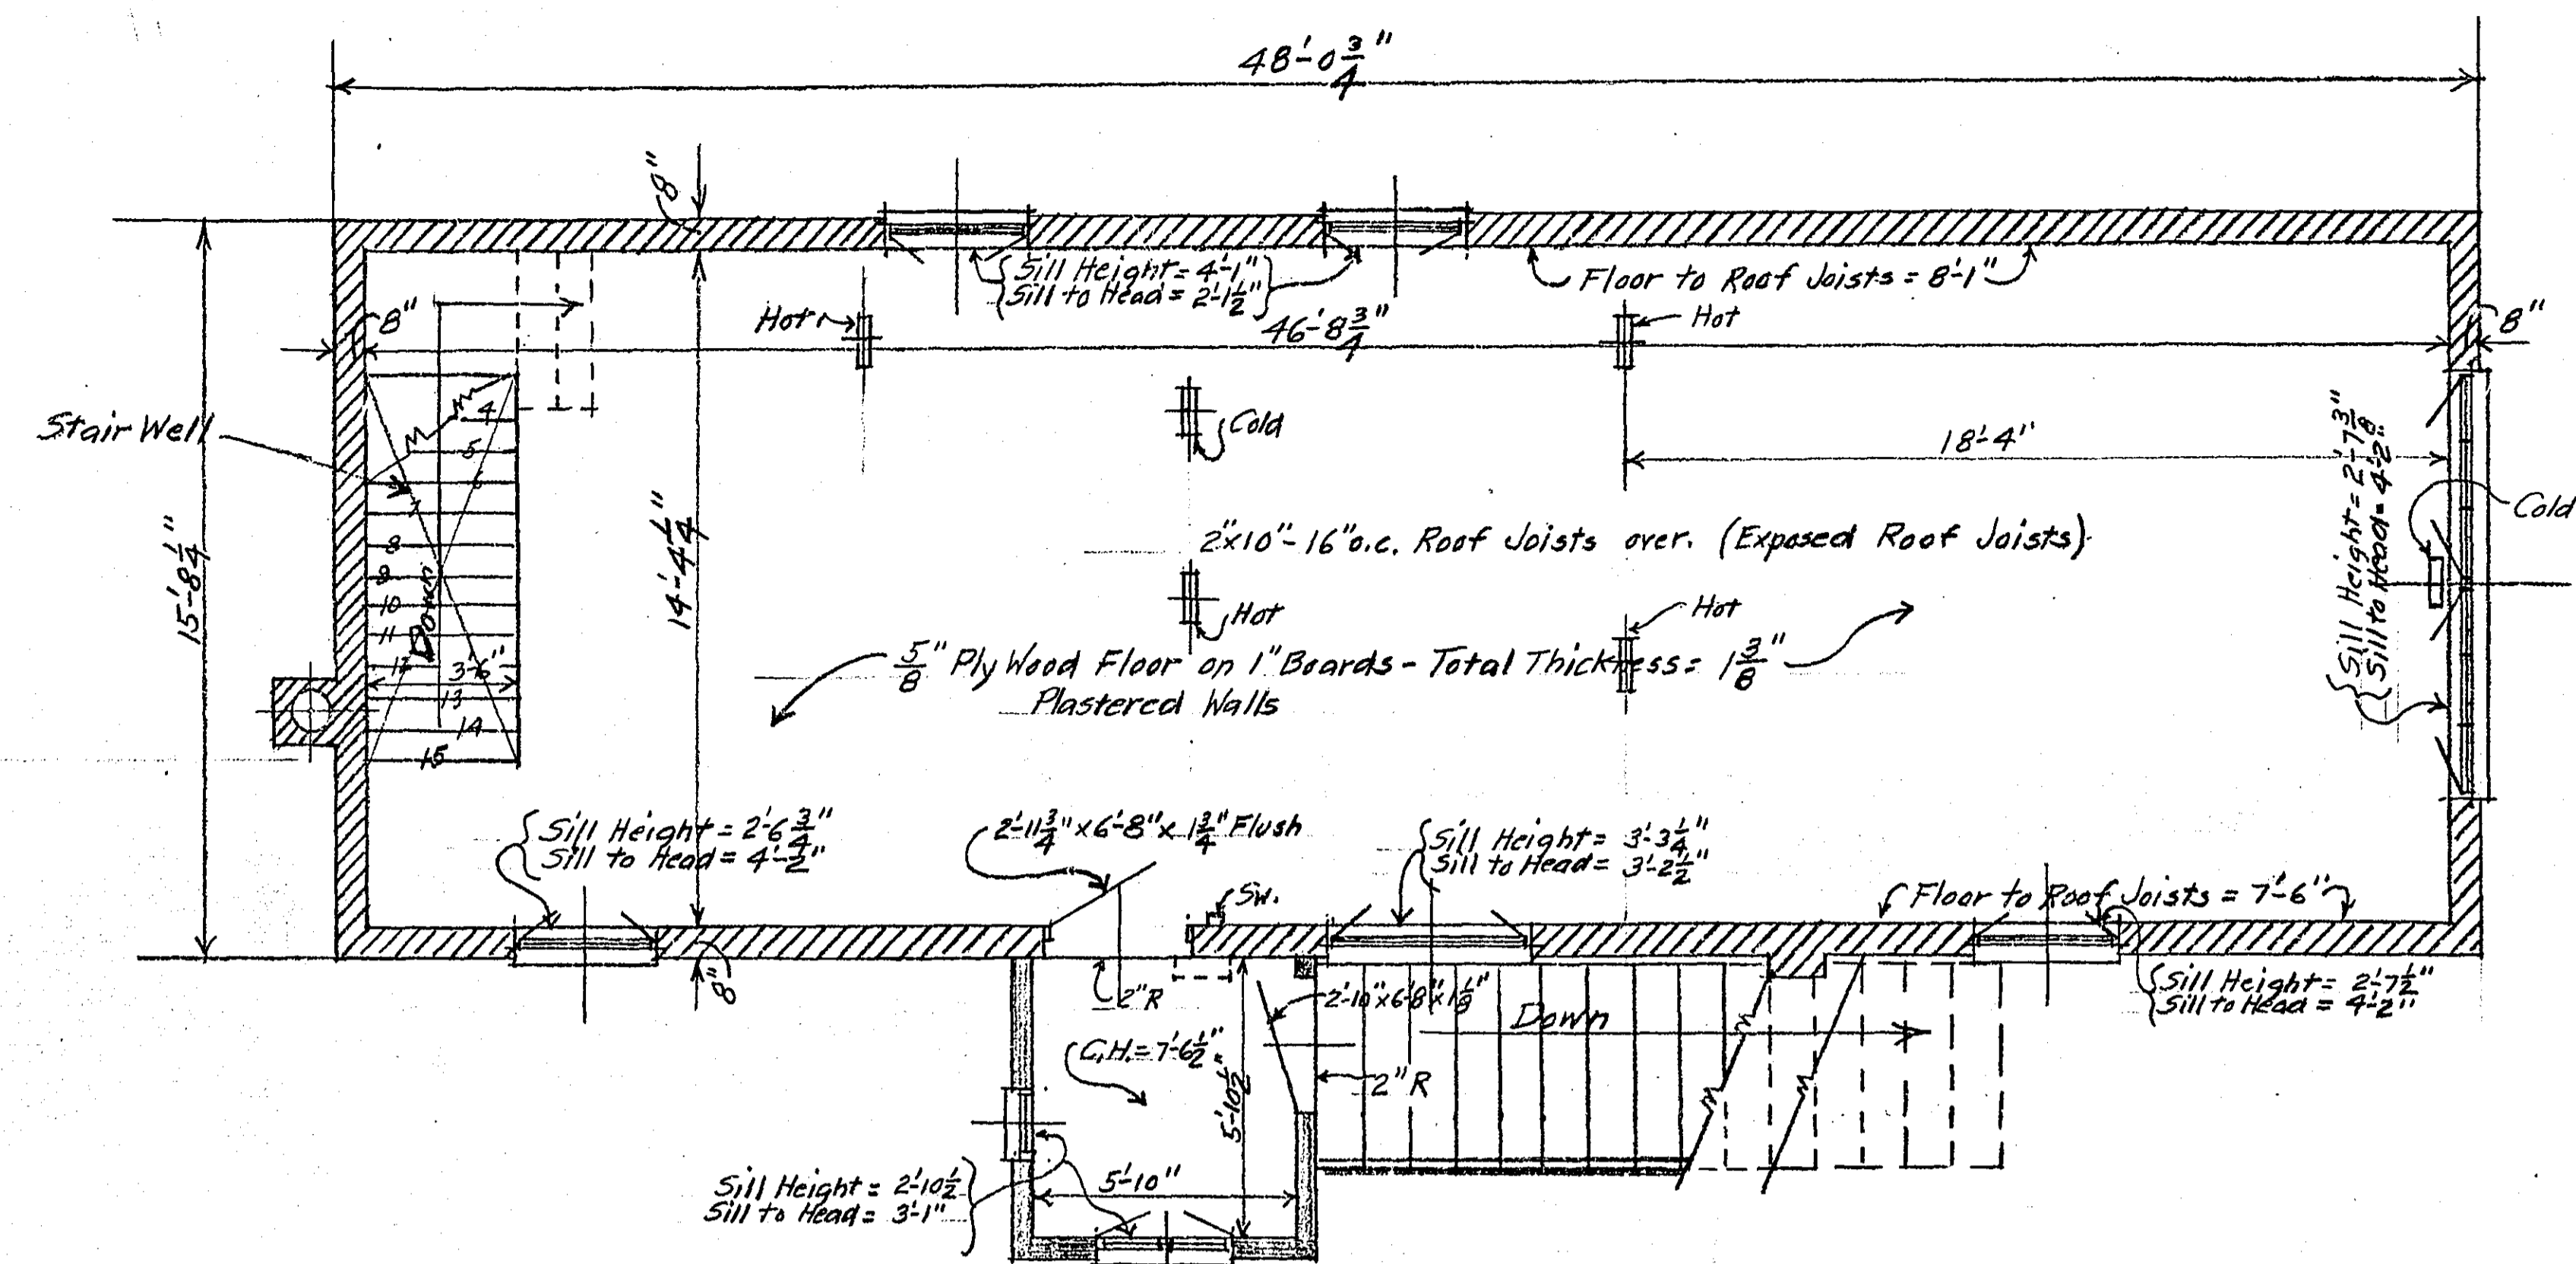 48'-0 3/4"
8"
Sill Height = 4'-1"
Sill to Head = 2'-1 1/2"
Floor to Roof Joists = 8'-1"
8"
Hot
46'-8 3/4"
Hot
8"
Stair Well
4
5
6
7
8
9
10
11
12
13
14
15
Down
3'-6"
Cold
18'-4"
Sill Height = 2'-7 3/8"
Sill to Head = 4'-2"
Cold
15'-8 1/4"
14'-4 1/4"
2"x10"-16"o.c. Roof Joists over. (Exposed Roof Joists)
Hot
Hot
5/8" Ply Wood Floor on 1" Boards - Total Thickness = 1 3/8"
Plastered Walls
Sill Height = 2'-6 3/4"
Sill to Head = 4'-1/2"
2'-11 3/4" x 6'-8" x 1 3/4" Flush
Sill Height = 3'-3 1/4"
Sill to Head = 3'-2 1/2"
Sw.
Floor to Roof Joists = 7'-6"
8"
2"R
2'-10" x 6'-8" x 1 1/8"
Down
Sill Height = 2'-7 1/2"
Sill to Head = 4'-2"
C.H. = 7'-6 1/2"
5'-10 1/2"
2"R
5'-10"
Sill Height = 2'-10 1/2
Sill to Head = 3'-1"